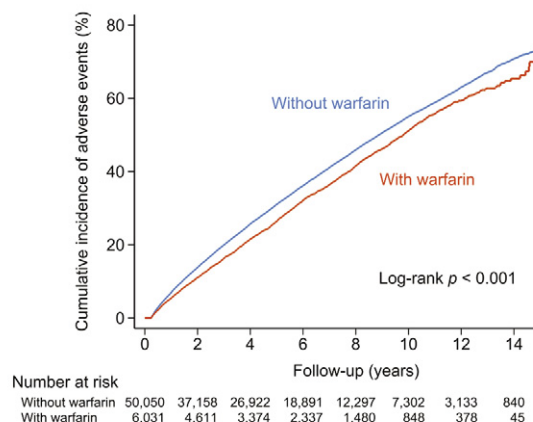 Cumulative incidence of adverse events (%)
80
60
40
20
0
Without warfarin
With warfarin
Log-rank p < 0.001
0 2 4 6 8 10 12 14
Follow-up (years)
Number at risk
Without warfarin 50,050 37,158 26,922 18,891 12,297 7,302 3,133 840
With warfarin 6.031 4.611 3.374 2.337 1.480 848 378 45